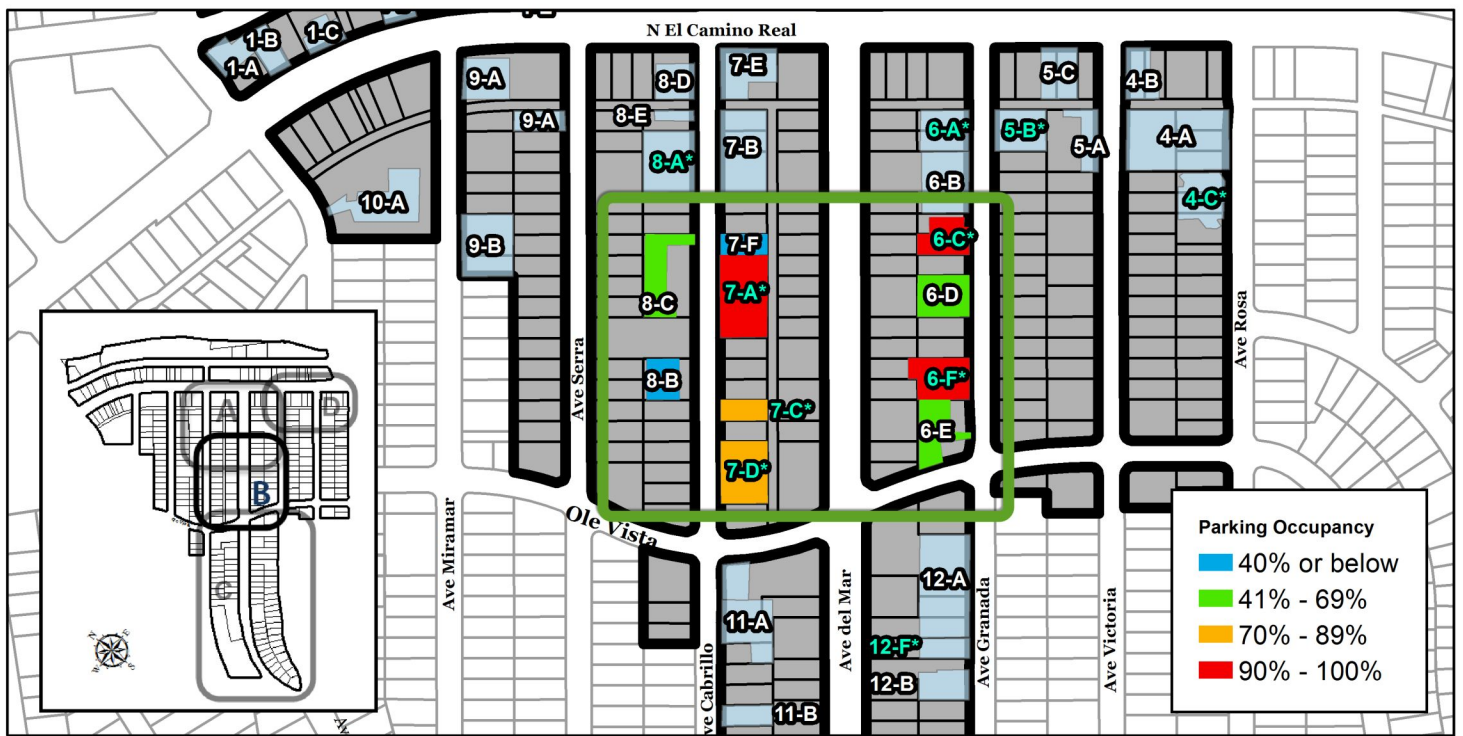 N El Camino Real
1-B
1-C
1-A
9-A
8-D
7-E
5-C
4-B
9-A
8-E
7-B
6-A*
5-B*
5-A
4-A
8-A*
6-B
10-A
4-C*
9-B
7-F
6-C*
8-C
7-A*
6-D
8-B
6-F*
7-C*
6-E
7-D*
Ave Serra
Ave Rosa
Ole Vista
Ave Miramar
Ave del Mar
Ave Granada
Ave Victoria
ve Cabrillo
12-A
11-A
12-F*
12-B
11-B
Av
A
D
B
C
N
E
W
S
Parking Occupancy
40% or below
41% - 69%
70% - 89%
90% - 100%